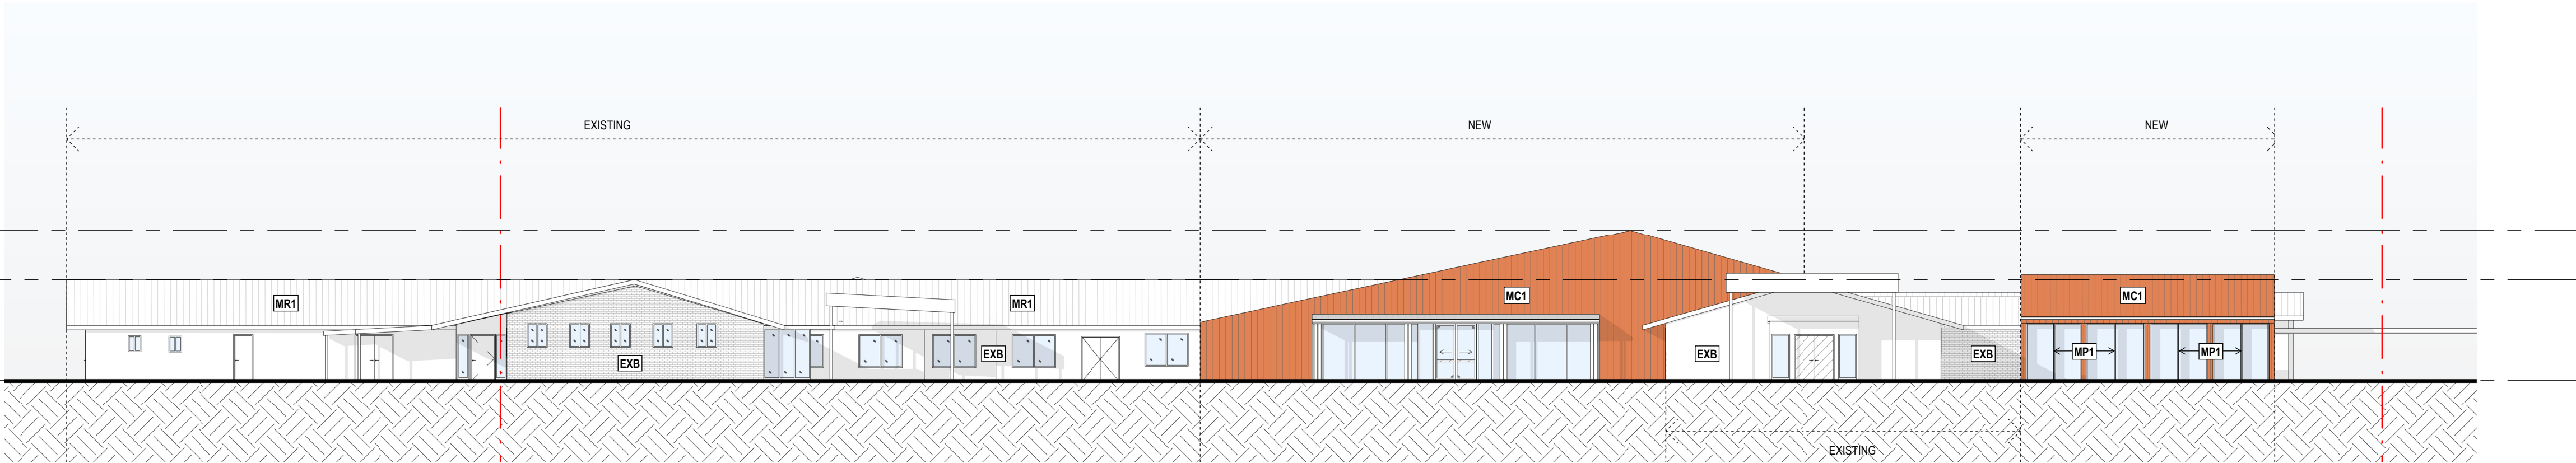 EXISTING
NEW
NEW
MR1
MR1
MC1
MC1
EXB
EXB
EXB
EXB
MP1
MP1
EXISTING